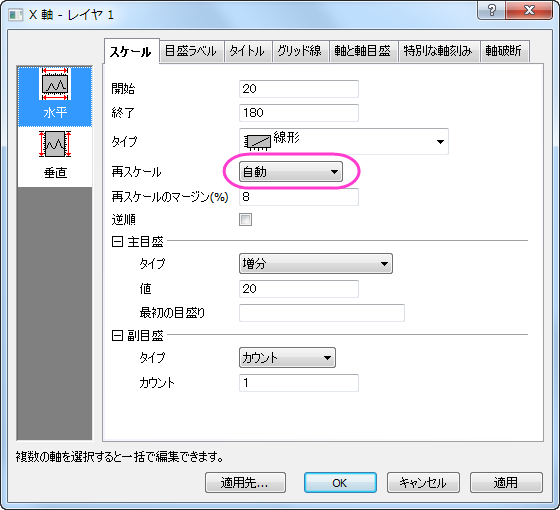 X 軸 - レイヤ 1
スケール 目盛ラベル タイトル グリッド線 軸と軸目盛 特別な軸刻み 軸破断
水平
垂直
開始 20
終了 180
タイプ 線形
再スケール 自動
再スケールのマージン(%) 8
逆順
主目盛
タイプ 増分
値 20
最初の目盛り
副目盛
タイプ カウント
カウント 1
複数の軸を選択すると一括で編集できます。
適用先... OK キャンセル 適用